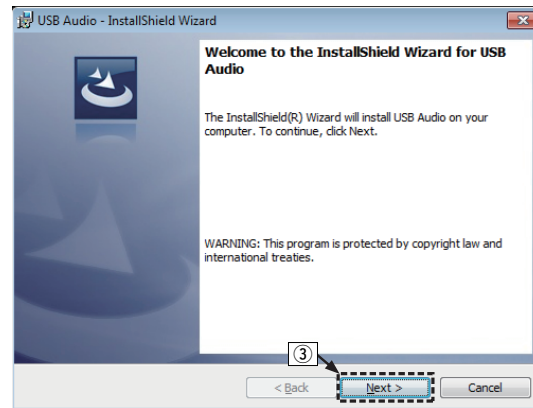 USB Audio - InstallShield Wizard
Welcome to the InstallShield Wizard for USB
Audio
The InstallShield(R) Wizard will install USB Audio on your
computer. To continue, click Next.
WARNING: This program is protected by copyright law and
international treaties.
③
< Back
Next >
Cancel